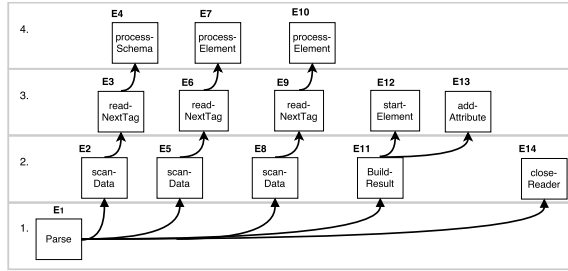 4.
E4
process-
Schema
E7
process-
Element
E10
process-
Element
3.
E3
read-
NextTag
E6
read-
NextTag
E9
read-
NextTag
E12
start-
Element
E13
add-
Attribute
2.
E2
scan-
Data
E5
scan-
Data
E8
scan-
Data
E11
Build-
Result
E14
close-
Reader
1.
E1
Parse